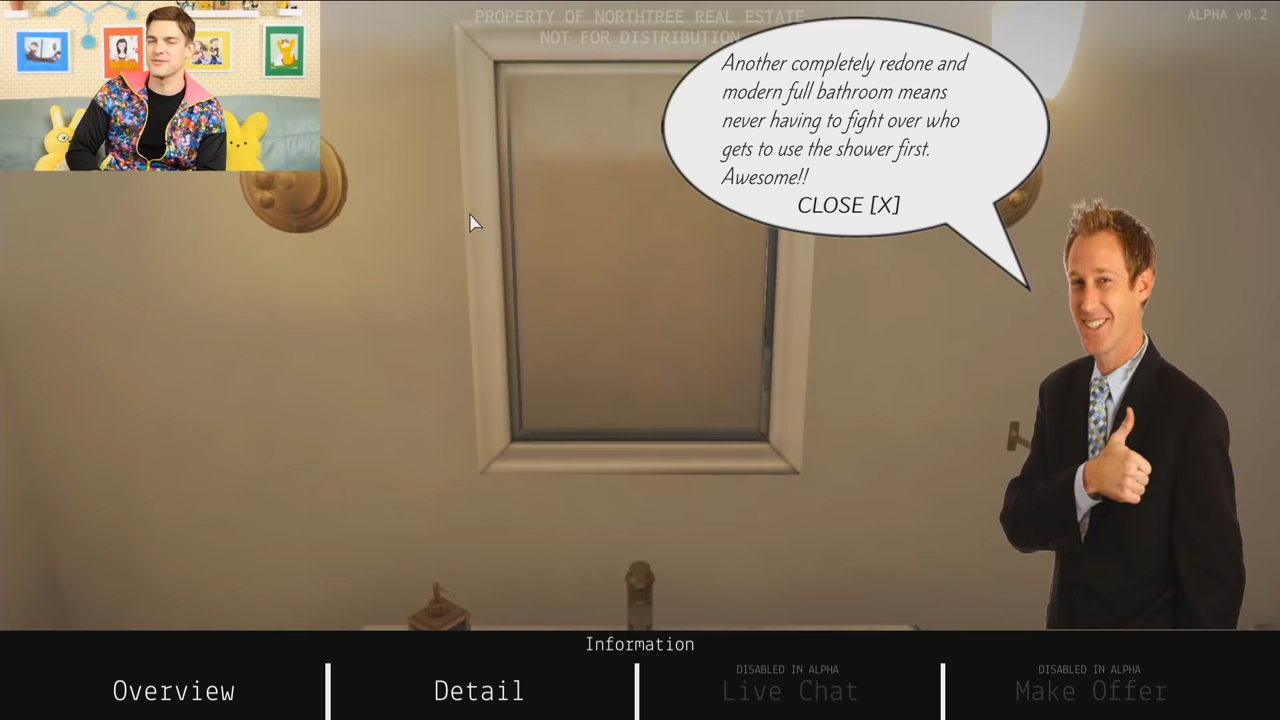 PROPERTY OF NORTHTREE REAL ESTATE
NOT FOR DISTRIBUTION
ALPHA v0.2
Another completely redone and
modern full bathroom means
never having to fight over who
gets to use the shower first.
Awesome!!
CLOSE [X]
Information
Overview
Detail
DISABLED IN ALPHA
Live Chat
DISABLED IN ALPHA
Make Offer